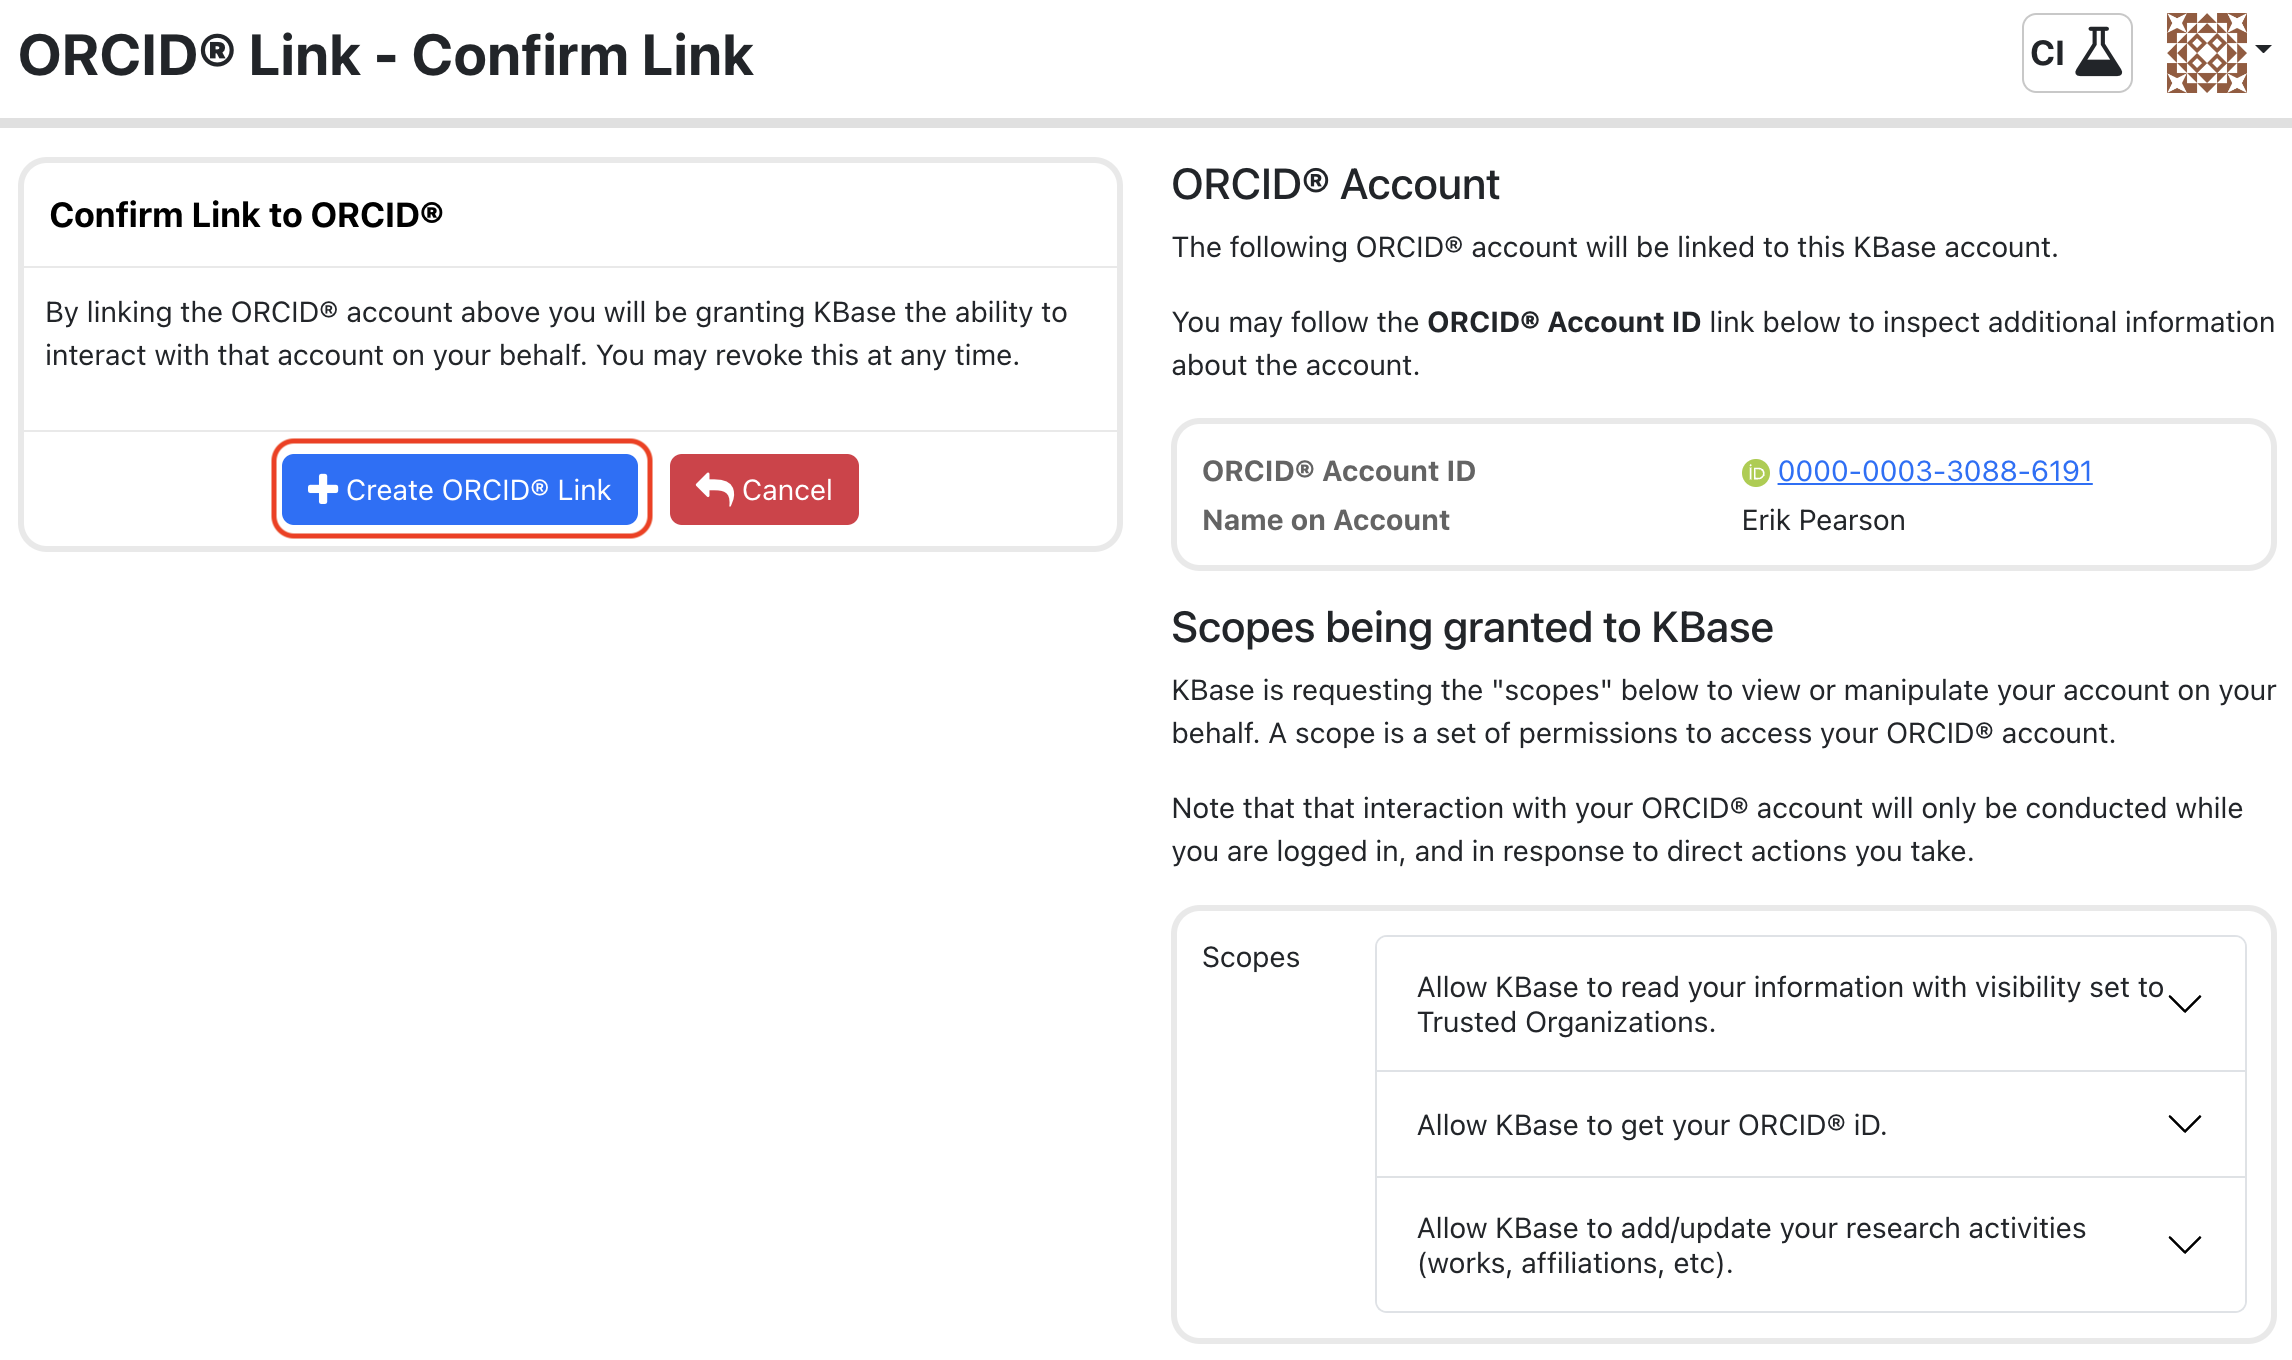 ORCID® Link - Confirm Link
CI
Confirm Link to ORCID®
By linking the ORCID® account above you will be granting KBase the ability to
interact with that account on your behalf. You may revoke this at any time.
Create ORCID® Link
Cancel
ORCID® Account
The following ORCID® account will be linked to this KBase account.
You may follow the ORCID® Account ID link below to inspect additional information
about the account.
ORCID® Account ID iD 0000-0003-3088-6191
Name on Account Erik Pearson
Scopes being granted to KBase
KBase is requesting the "scopes" below to view or manipulate your account on your
behalf. A scope is a set of permissions to access your ORCID® account.
Note that that interaction with your ORCID® account will only be conducted while
you are logged in, and in response to direct actions you take.
Scopes
Allow KBase to read your information with visibility set to
Trusted Organizations.
Allow KBase to get your ORCID® iD.
Allow KBase to add/update your research activities
(works, affiliations, etc).